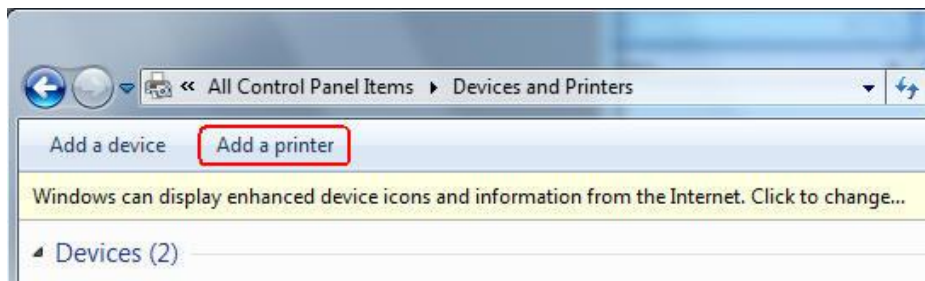 « All Control Panel Items ▸ Devices and Printers
Add a device Add a printer
Windows can display enhanced device icons and information from the Internet. Click to change...
Devices (2)